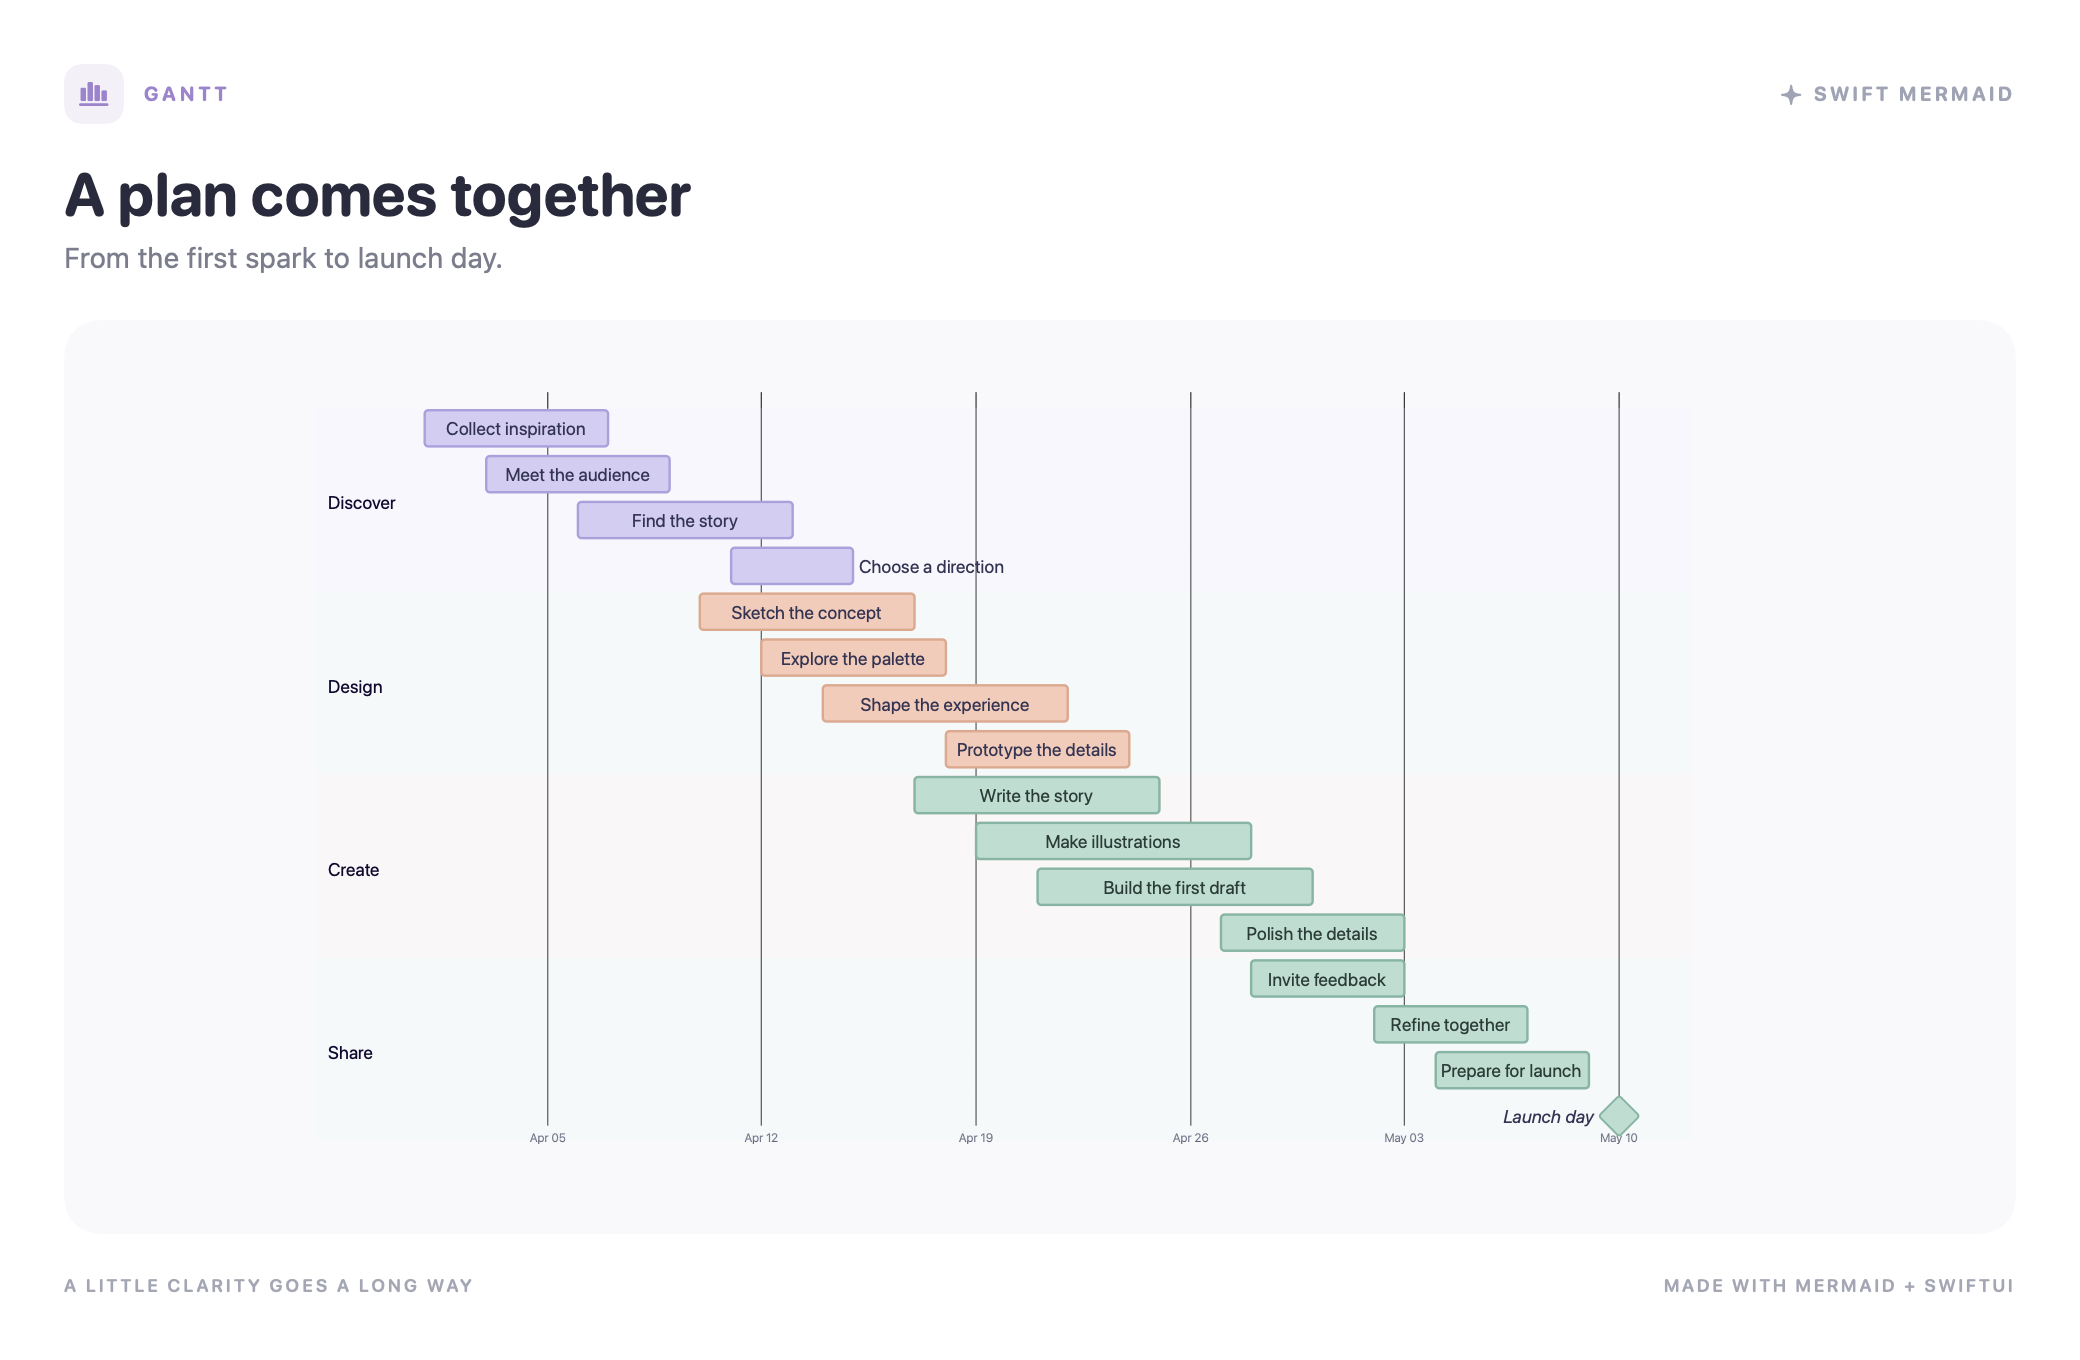 GANTT
SWIFT MERMAID
A plan comes together
From the first spark to launch day.
Discover
Collect inspiration
Meet the audience
Find the story
Choose a direction
Design
Sketch the concept
Explore the palette
Shape the experience
Prototype the details
Create
Write the story
Make illustrations
Build the first draft
Polish the details
Share
Invite feedback
Refine together
Prepare for launch
Launch day
Apr 05
Apr 12
Apr 19
Apr 26
May 03
May 10
A LITTLE CLARITY GOES A LONG WAY
MADE WITH MERMAID + SWIFTUI